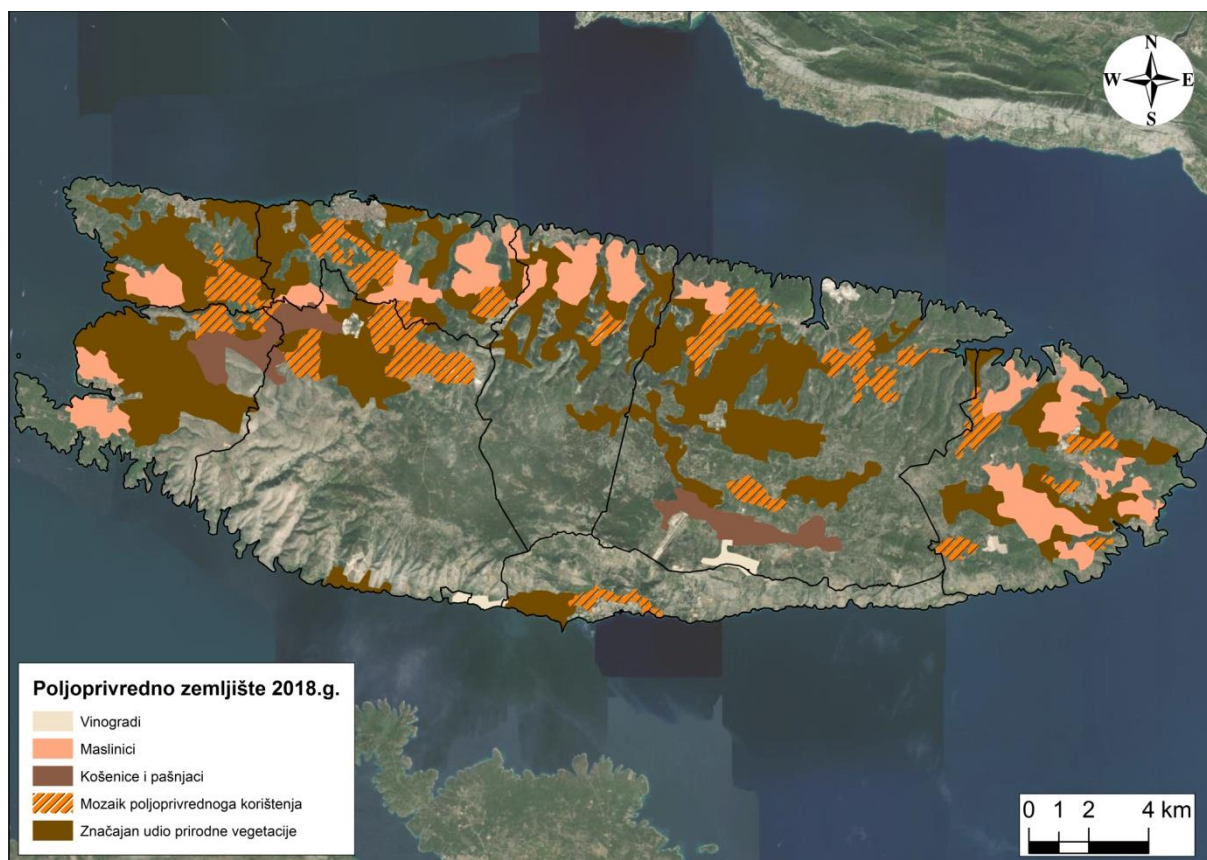 N
W E
S
Poljoprivredno zemljište 2018.g.
Vinogradi
Maslinici
Košenice i pašnjaci
Mozaik poljoprivrednoga korištenja
Značajan udio prirodne vegetacije
0 1 2 4 km